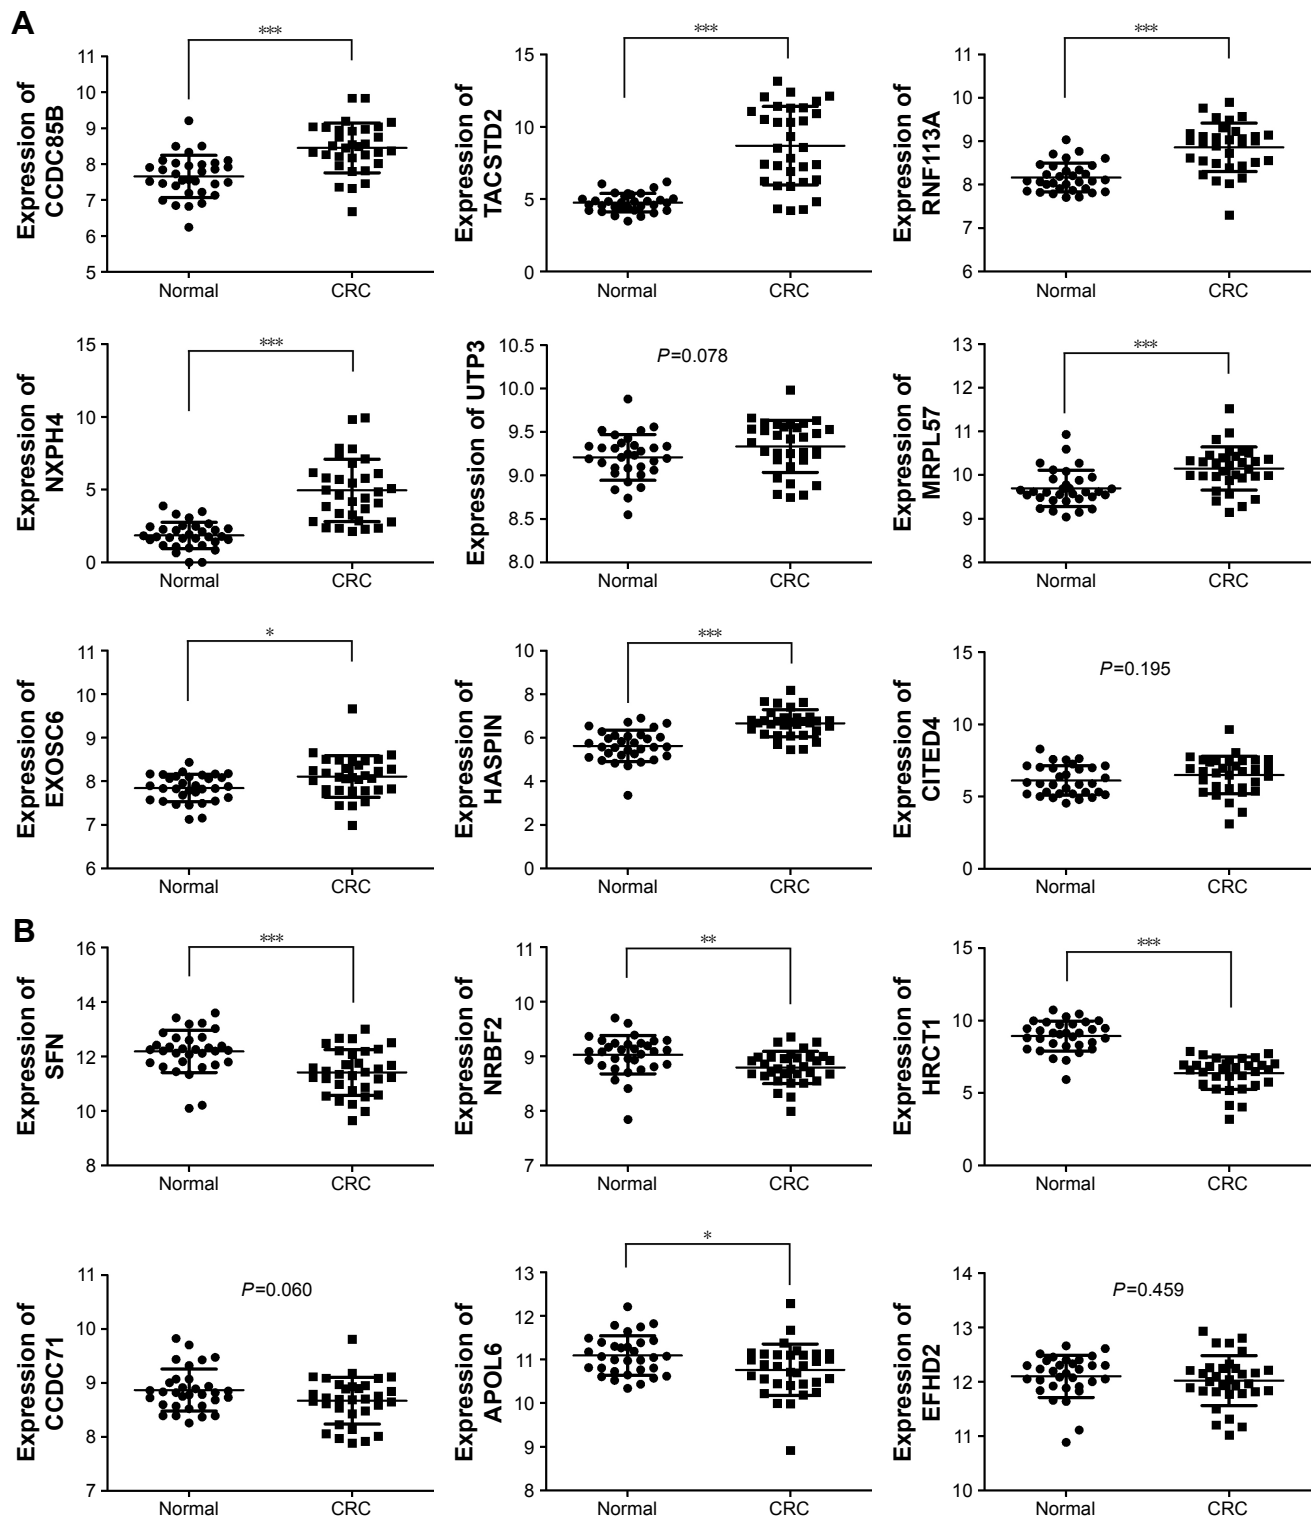 A
***
***
***
Expression of
CCDC85B
11
10
9
8
7
6
5
Normal
CRC
Expression of
TACSTD2
15
10
5
0
Normal
CRC
Expression of
RNF113A
11
10
9
8
7
6
Normal
CRC
***
P=0.078
***
Expression of
NXPH4
15
10
5
0
Normal
CRC
Expression of UTP3
10.5
10.0
9.5
9.0
8.5
8.0
Normal
CRC
Expression of
MRPL57
13
12
11
10
9
8
Normal
CRC
*
***
P=0.195
Expression of
EXOSC6
11
10
9
8
7
6
Normal
CRC
Expression of
HASPIN
10
8
6
4
2
0
Normal
CRC
Expression of
CITED4
15
10
5
0
Normal
CRC
B
***
**
***
Expression of
SFN
16
14
12
10
8
Normal
CRC
Expression of
NRBF2
11
10
9
8
7
Normal
CRC
Expression of
HRCT1
15
10
5
0
Normal
CRC
P=0.060
*
P=0.459
Expression of
CCDC71
11
10
9
8
7
Normal
CRC
Expression of
APOL6
13
12
11
10
9
8
Normal
CRC
Expression of
EFHD2
14
13
12
11
10
Normal
CRC